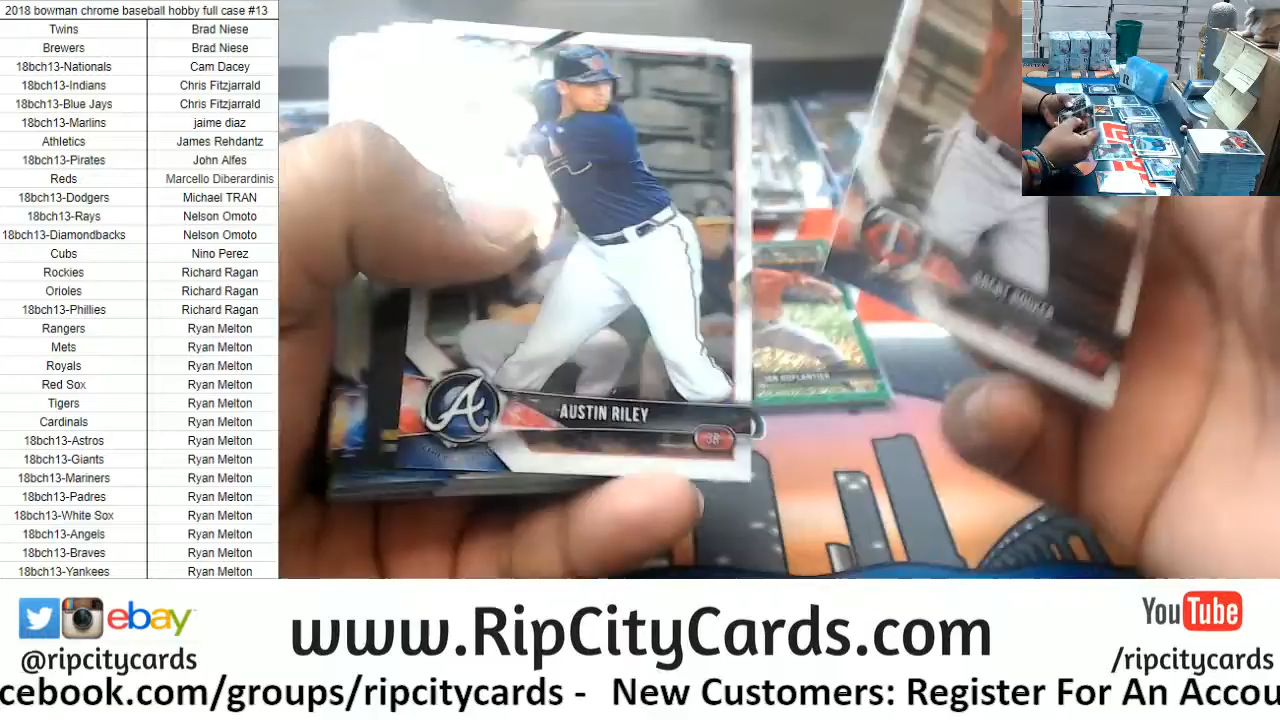 2018 bowman chrome baseball hobby full case #13
Twins Brad Niese
Brewers Brad Niese
18bch13-Nationals Cam Dacey
18bch13-Indians Chris Fitzjarrald
18bch13-Blue Jays Chris Fitzjarrald
18bch13-Marlins jaime diaz
Athletics James Rehdantz
18bch13-Pirates John Alfes
Reds Marcello Diberardinis
18bch13-Dodgers Michael TRAN
18bch13-Rays Nelson Omoto
18bch13-Diamondbacks Nelson Omoto
Cubs Nino Perez
Rockies Richard Ragan
Orioles Richard Ragan
18bch13-Phillies Richard Ragan
Rangers Ryan Melton
Mets Ryan Melton
Royals Ryan Melton
Red Sox Ryan Melton
Tigers Ryan Melton
Cardinals Ryan Melton
18bch13-Astros Ryan Melton
18bch13-Giants Ryan Melton
18bch13-Mariners Ryan Melton
18bch13-Padres Ryan Melton
18bch13-White Sox Ryan Melton
18bch13-Angels Ryan Melton
18bch13-Braves Ryan Melton
18bch13-Yankees Ryan Melton
A
AUSTIN RILEY
3B
ebay
@ripcitycards
www.RipCityCards.com
YouTube
/ripcitycards
cebook.com/groups/ripcitycards - New Customers: Register For An Accou